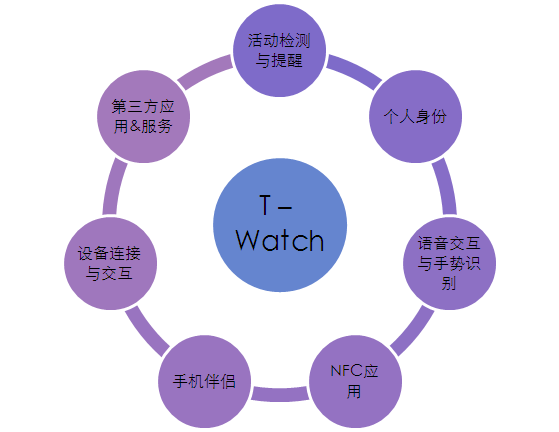 活动检测
与提醒
个人身份
语音交互
与手势识
别
NFC应
用
手机伴侣
设备连接
与交互
第三方应
用&服务
T –
Watch